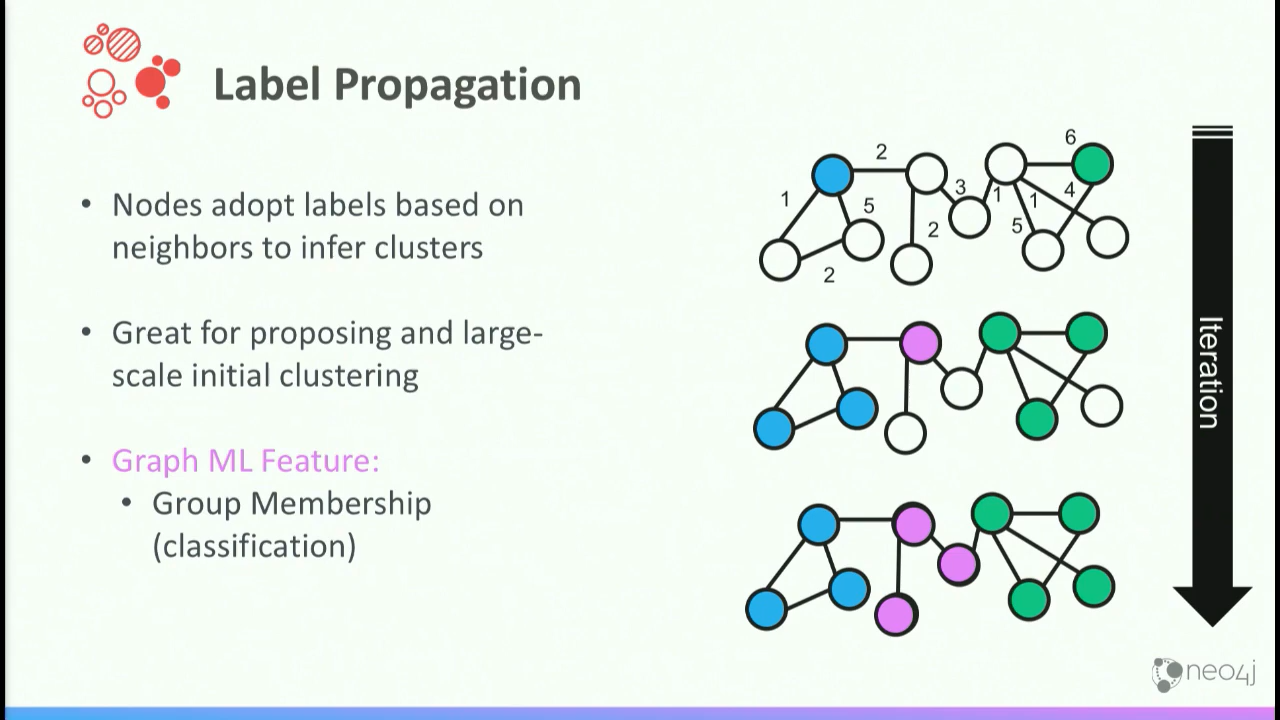 Label Propagation
• Nodes adopt labels based on
neighbors to infer clusters
• Great for proposing and large-
scale initial clustering
• Graph ML Feature:
• Group Membership
(classification)
2
6
1
5
3
1
1
4
2
5
2
Iteration
neo4j